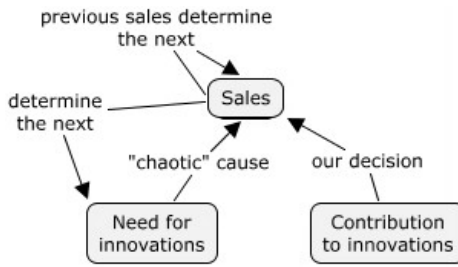 previous sales determine
the next
Sales
determine
the next
"chaotic" cause
our decision
Need for
innovations
Contribution
to innovations